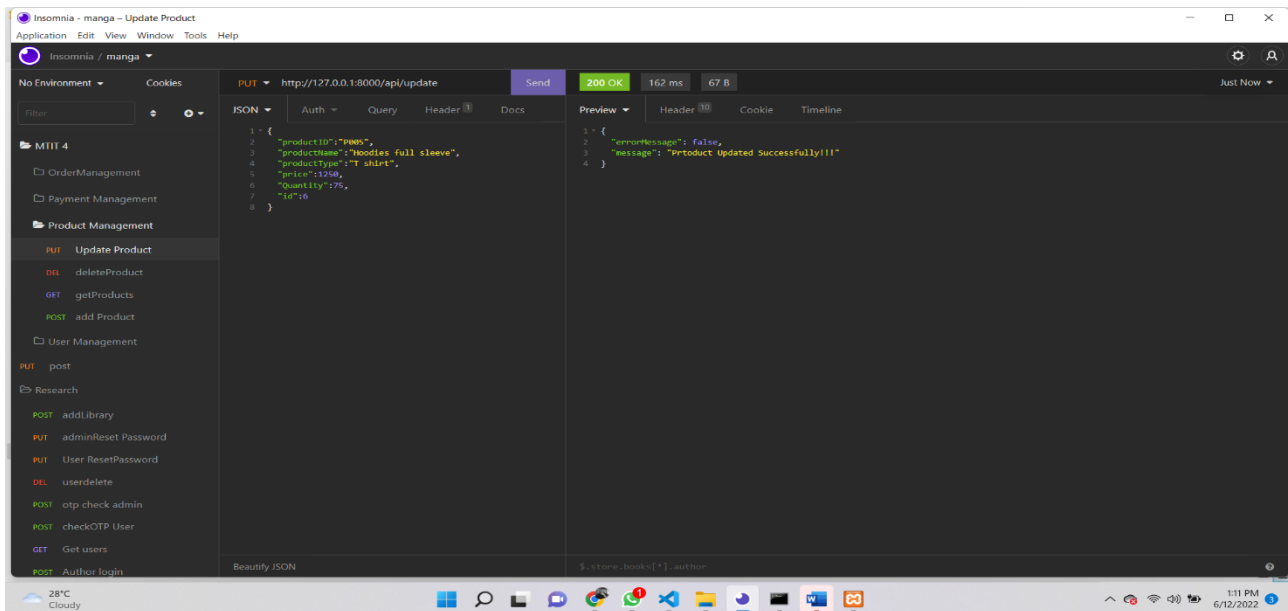 Insomnia - manga – Update Product
Application Edit View Window Tools Help
Insomnia / manga
No Environment Cookies
PUT http://127.0.0.1:8000/api/update Send
200 OK 162 ms 67 B Just Now
Filter
JSON Auth Query Header 1 Docs
Preview Header 10 Cookie Timeline
MTIT 4
OrderManagement
Payment Management
Product Management
PUT Update Product
DEL deleteProduct
GET getProducts
POST add Product
User Management
PUT post
Research
POST addLibrary
PUT adminReset Password
PUT User ResetPassword
DEL userdelete
POST otp check admin
POST checkOTP User
GET Get users
POST Author login
1 {
2 "productID":"P005",
3 "productName":"Hoodies full sleeve",
4 "productType":"T shirt",
5 "price":1250,
6 "Quantity":75,
7 "id":6
8 }
1 {
2 "errorMessage": false,
3 "message": "Prtoduct Updated Successfully!!!"
4 }
Beautify JSON
$.store.books[*].author
28°C
Cloudy
1:11 PM
6/12/2022
3